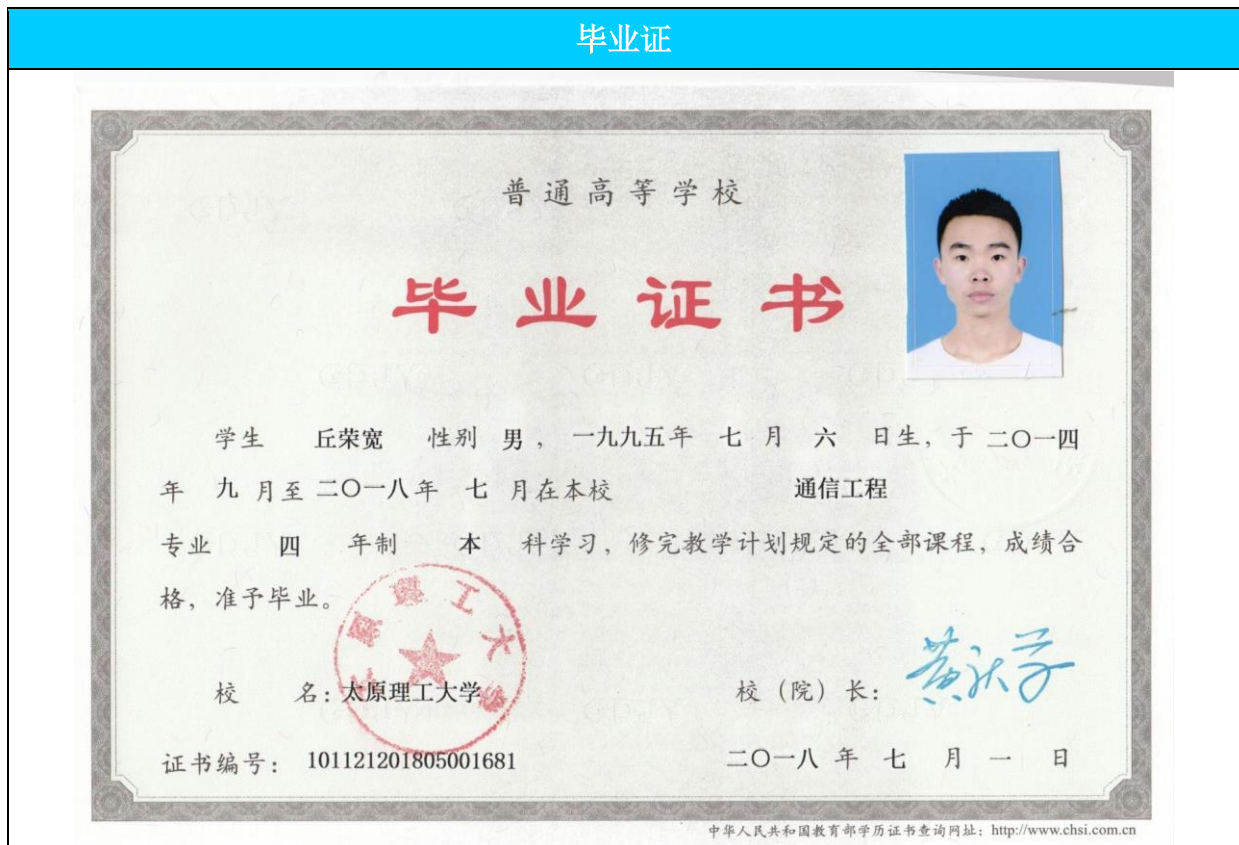 毕业证
普通高等学校
毕业证书
学生 丘荣宽 性别 男， 一九九五年 七 月 六 日生，于 二〇一四
年 九 月至 二〇一八年 七 月在本校 通信工程
专业 四 年制 本 科学习，修完教学计划规定的全部课程，成绩合
格，准予毕业。
太原理工大学
校 名：太原理工大学 校（院）长：
证书编号： 101121201805001681 二〇一八 年 七 月 一 日
中华人民共和国教育部学历证书查询网址：http://www.chsi.com.cn